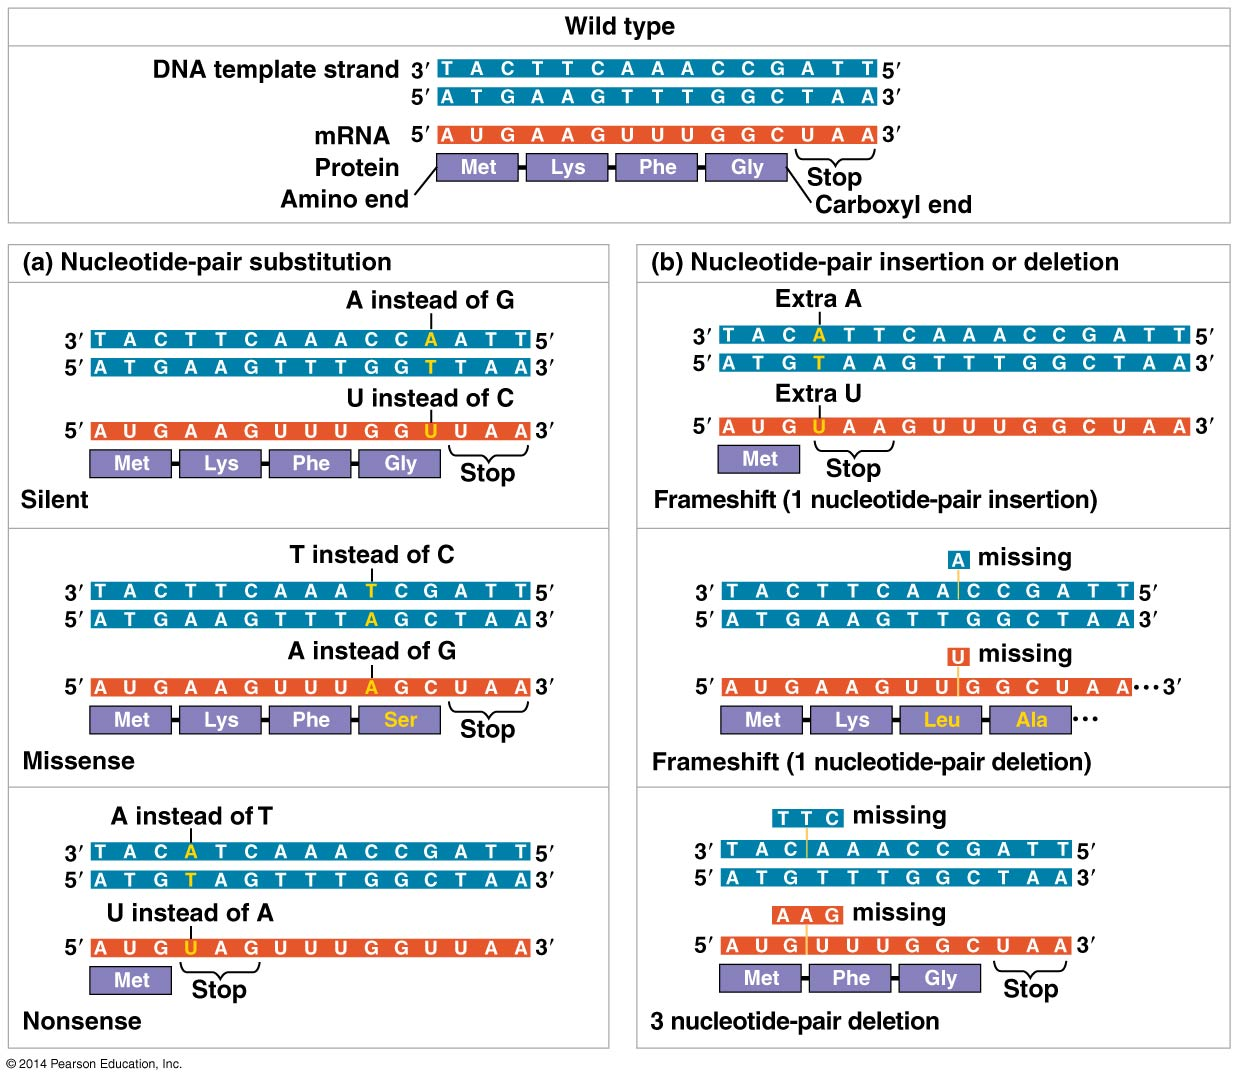 Wild type
DNA template strand 3′ T A C T T C A A A C C G A T T 5′
5′ A T G A A G T T T G G C T A A 3′
mRNA 5′ A U G A A G U U U G G C U A A 3′
Protein Met Lys Phe Gly Stop
Amino end Carboxyl end
(a) Nucleotide-pair substitution
A instead of G
3′ T A C T T C A A A C C A A T T 5′
5′ A T G A A G T T T G G T T A A 3′
U instead of C
5′ A U G A A G U U U G G U U A A 3′
Met Lys Phe Gly Stop
Silent
T instead of C
3′ T A C T T C A A A T C G A T T 5′
5′ A T G A A G T T T A G C T A A 3′
A instead of G
5′ A U G A A G U U U A G C U A A 3′
Met Lys Phe Ser Stop
Missense
A instead of T
3′ T A C A T C A A A C C G A T T 5′
5′ A T G T A G T T T G G C T A A 3′
U instead of A
5′ A U G U A G U U U G G U U A A 3′
Met Stop
Nonsense
(b) Nucleotide-pair insertion or deletion
Extra A
3′ T A C A T T C A A A C C G A T T 5′
5′ A T G T A A G T T T G G C T A A 3′
Extra U
5′ A U G U A A G U U U G G C U A A 3′
Met Stop
Frameshift (1 nucleotide-pair insertion)
A missing
3′ T A C T T C A A C C G A T T 5′
5′ A T G A A G T T G G C T A A 3′
U missing
5′ A U G A A G U U G G C U A A ••• 3′
Met Lys Leu Ala •••
Frameshift (1 nucleotide-pair deletion)
T T C missing
3′ T A C A A A C C G A T T 5′
5′ A T G T T T G G C T A A 3′
A A G missing
5′ A U G U U U G G C U A A 3′
Met Phe Gly Stop
3 nucleotide-pair deletion
© 2014 Pearson Education, Inc.